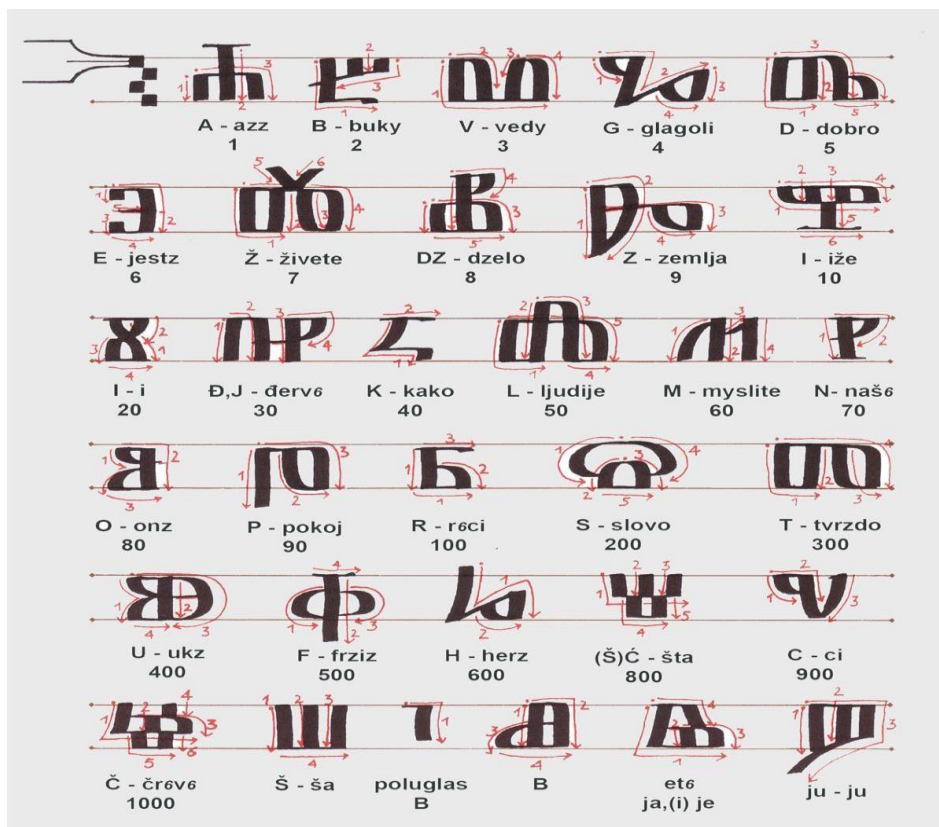 A - azz B - buky V - vedy G - glagoli D - dobro
1 2 3 4 5
E - jestz Ž - živete DZ - dzelo Z - zemlja I - iže
6 7 8 9 10
I - i Đ,J - đerv6 K - kako L - ljudije M - myslite N- naš6
20 30 40 50 60 70
O - onz P - pokoj R - r6ci S - slovo T - tvrzdo
80 90 100 200 300
U - ukz F - frziz H - herz (Š)Ć - šta C - ci
400 500 600 800 900
Č - čr6v6 Š - ša poluglas B et6 ju - ju
1000 B ja,(i) je